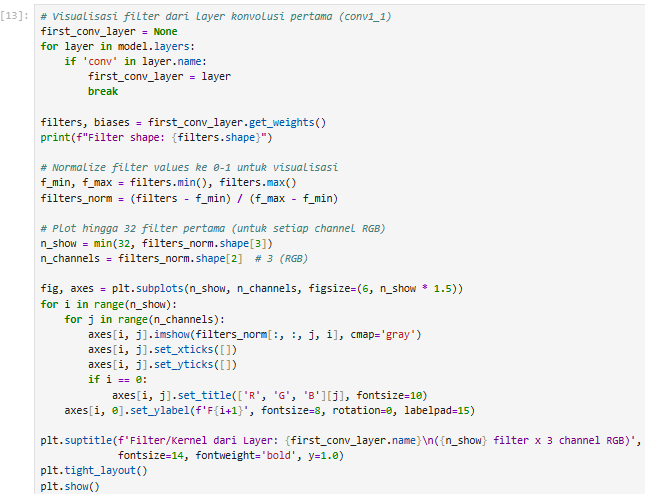 [13]: # Visualisasi filter dari layer konvolusi pertama (conv1_1)
first_conv_layer = None
for layer in model.layers:
    if 'conv' in layer.name:
        first_conv_layer = layer
        break

filters, biases = first_conv_layer.get_weights()
print(f"Filter shape: {filters.shape}")

# Normalize filter values ke 0-1 untuk visualisasi
f_min, f_max = filters.min(), filters.max()
filters_norm = (filters - f_min) / (f_max - f_min)

# Plot hingga 32 filter pertama (untuk setiap channel RGB)
n_show = min(32, filters_norm.shape[3])
n_channels = filters_norm.shape[2]  # 3 (RGB)

fig, axes = plt.subplots(n_show, n_channels, figsize=(6, n_show * 1.5))
for i in range(n_show):
    for j in range(n_channels):
        axes[i, j].imshow(filters_norm[:, :, j, i], cmap='gray')
        axes[i, j].set_xticks([])
        axes[i, j].set_yticks([])
        if i == 0:
            axes[i, j].set_title(['R', 'G', 'B'][j], fontsize=10)
    axes[i, 0].set_ylabel(f'F{i+1}', fontsize=8, rotation=0, labelpad=15)

plt.suptitle(f'Filter/Kernel dari Layer: {first_conv_layer.name}\n({n_show} filter x 3 channel RGB)',
             fontsize=14, fontweight='bold', y=1.0)
plt.tight_layout()
plt.show()